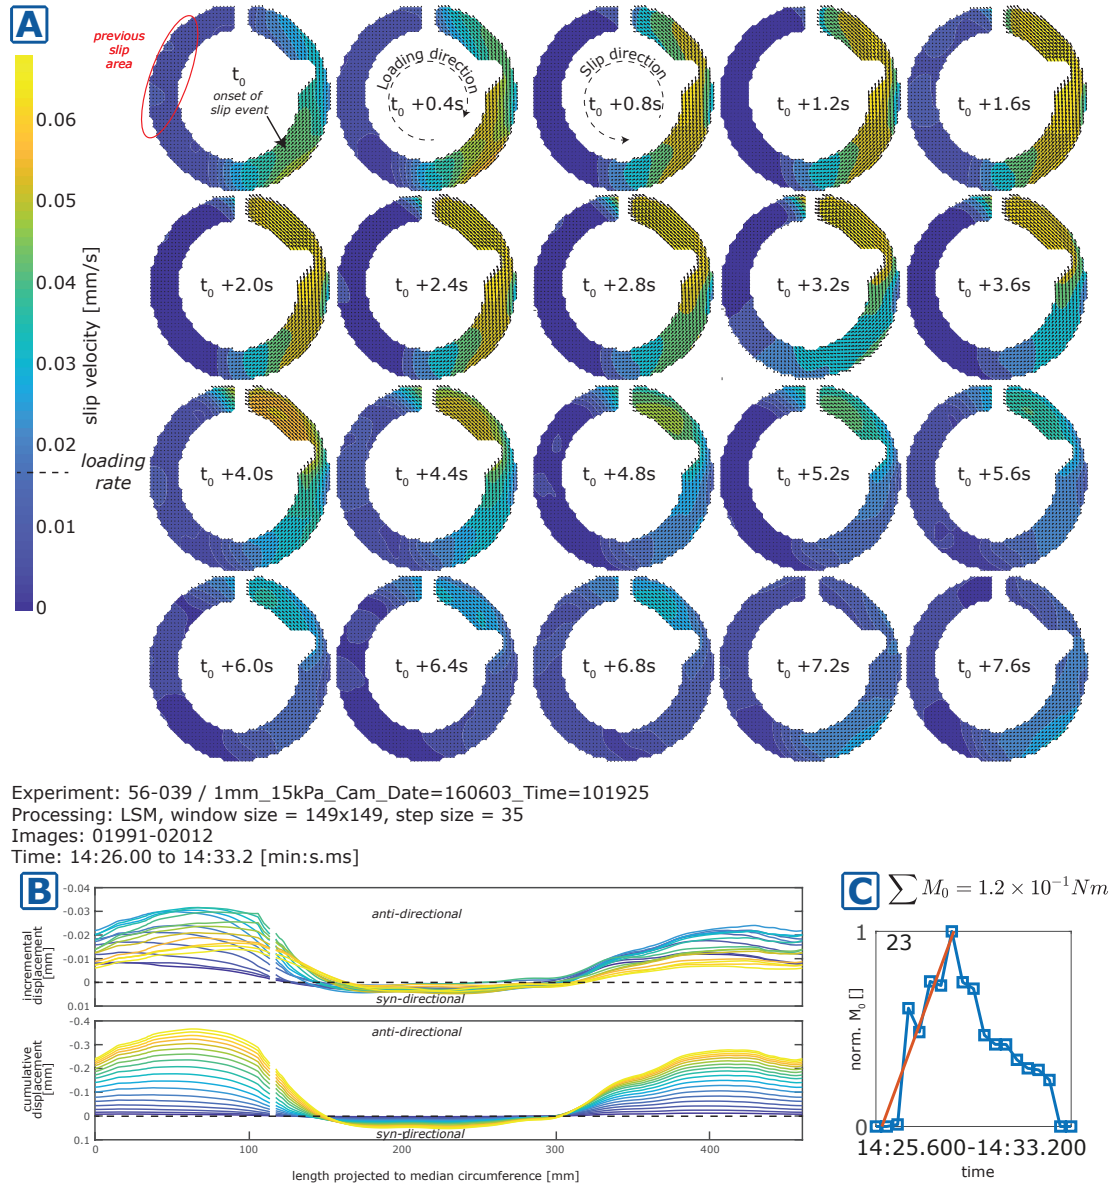 A
previous
slip
area
t0
onset of
slip event
Loading direction
t0 +0.4s
Slip direction
t0 +0.8s
t0 +1.2s
t0 +1.6s
0.06
0.05
0.04
0.03
0.02
0.01
0
slip velocity [mm/s]
loading
rate
t0 +2.0s
t0 +2.4s
t0 +2.8s
t0 +3.2s
t0 +3.6s
t0 +4.0s
t0 +4.4s
t0 +4.8s
t0 +5.2s
t0 +5.6s
t0 +6.0s
t0 +6.4s
t0 +6.8s
t0 +7.2s
t0 +7.6s
Experiment: 56-039 / 1mm_15kPa_Cam_Date=160603_Time=101925
Processing: LSM, window size = 149x149, step size = 35
Images: 01991-02012
Time: 14:26.00 to 14:33.2 [min:s.ms]
B
incremental
displacement
[mm]
-0.04
-0.03
-0.02
-0.01
0
0.01
anti-directional
syn-directional
cumulative
displacement
[mm]
-0.4
-0.3
-0.2
-0.1
0
0.1
anti-directional
syn-directional
0
100
200
300
400
length projected to median circumference [mm]
C
∑ M0 = 1.2 × 10^-1 Nm
1
23
norm. M0 []
0
14:25.600-14:33.200
time